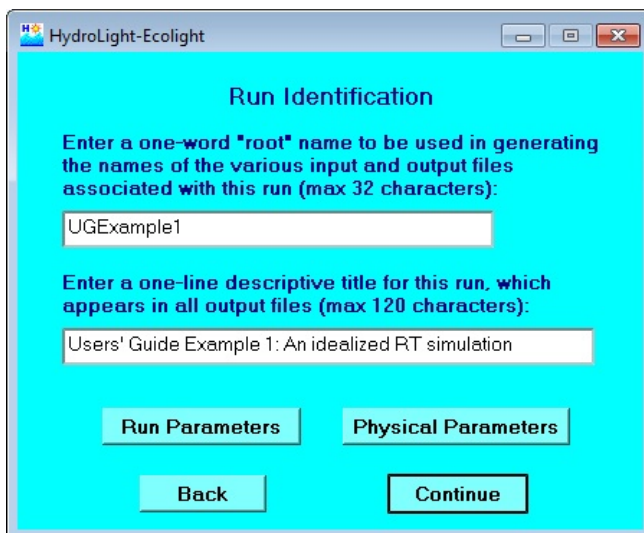 HydroLight-Ecolight
Run Identification
Enter a one-word "root" name to be used in generating
the names of the various input and output files
associated with this run (max 32 characters):
UGExample1
Enter a one-line descriptive title for this run, which
appears in all output files (max 120 characters):
Users' Guide Example 1: An idealized RT simulation
Run Parameters
Physical Parameters
Back
Continue